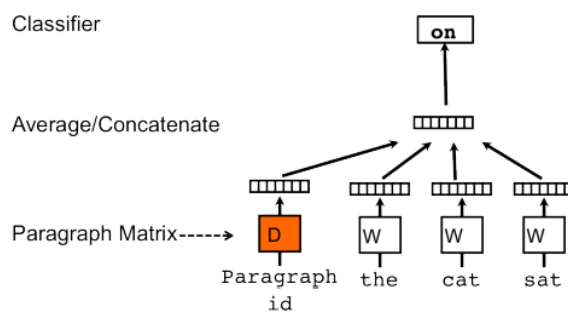 Classifier
on
Average/Concatenate
Paragraph Matrix
D W W W
Paragraph the cat sat
id